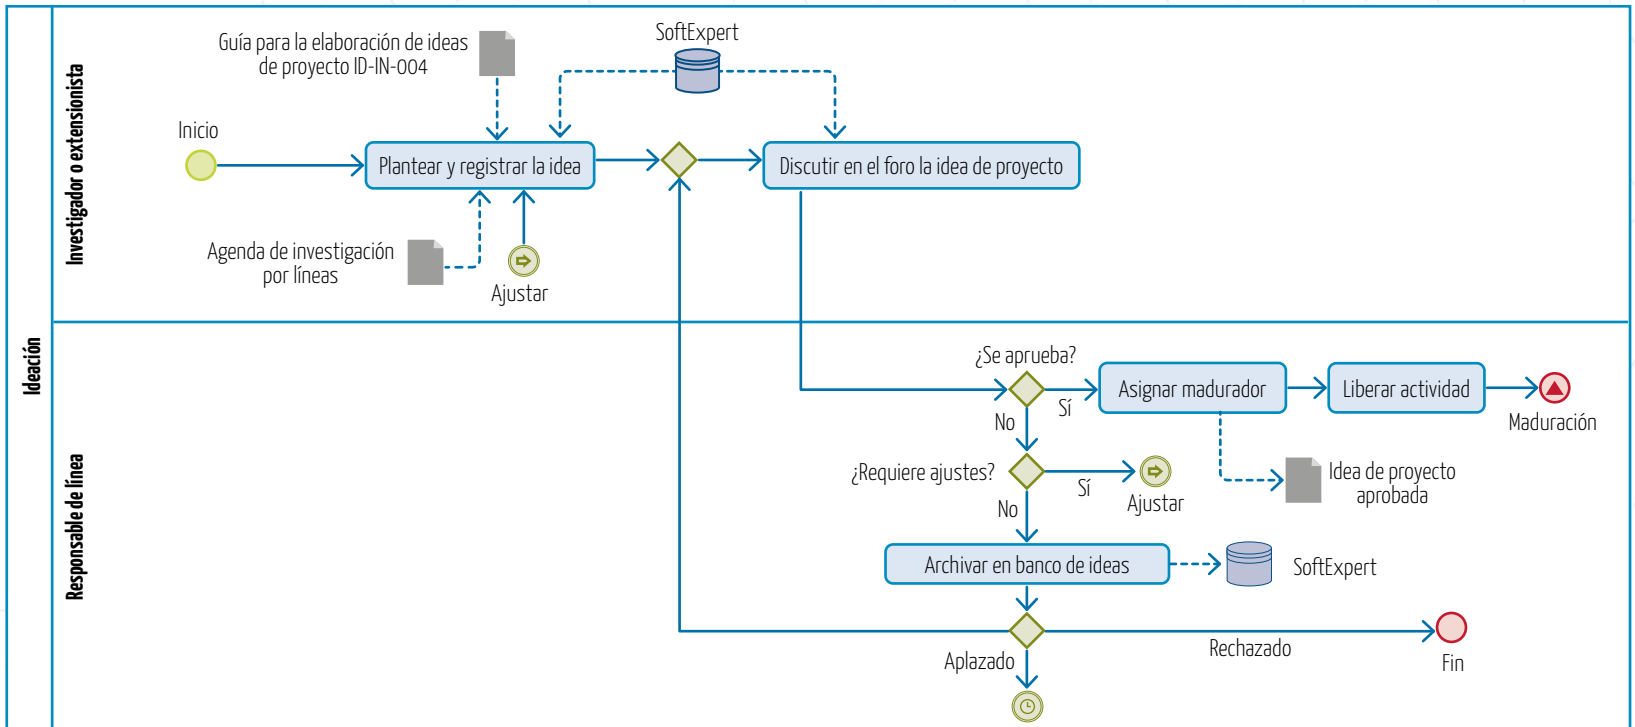 Ideación
Investigador o extensionista
Guía para la elaboración de ideas
de proyecto ID-IN-004
SoftExpert
Inicio
Plantear y registrar la idea
Discutir en el foro la idea de proyecto
Agenda de investigación
por líneas
Ajustar
Responsable de línea
¿Se aprueba?
Sí
No
Asignar madurador
Liberar actividad
Maduración
¿Requiere ajustes?
Sí
No
Ajustar
Idea de proyecto
aprobada
Archivar en banco de ideas
SoftExpert
Aplazado
Rechazado
Fin